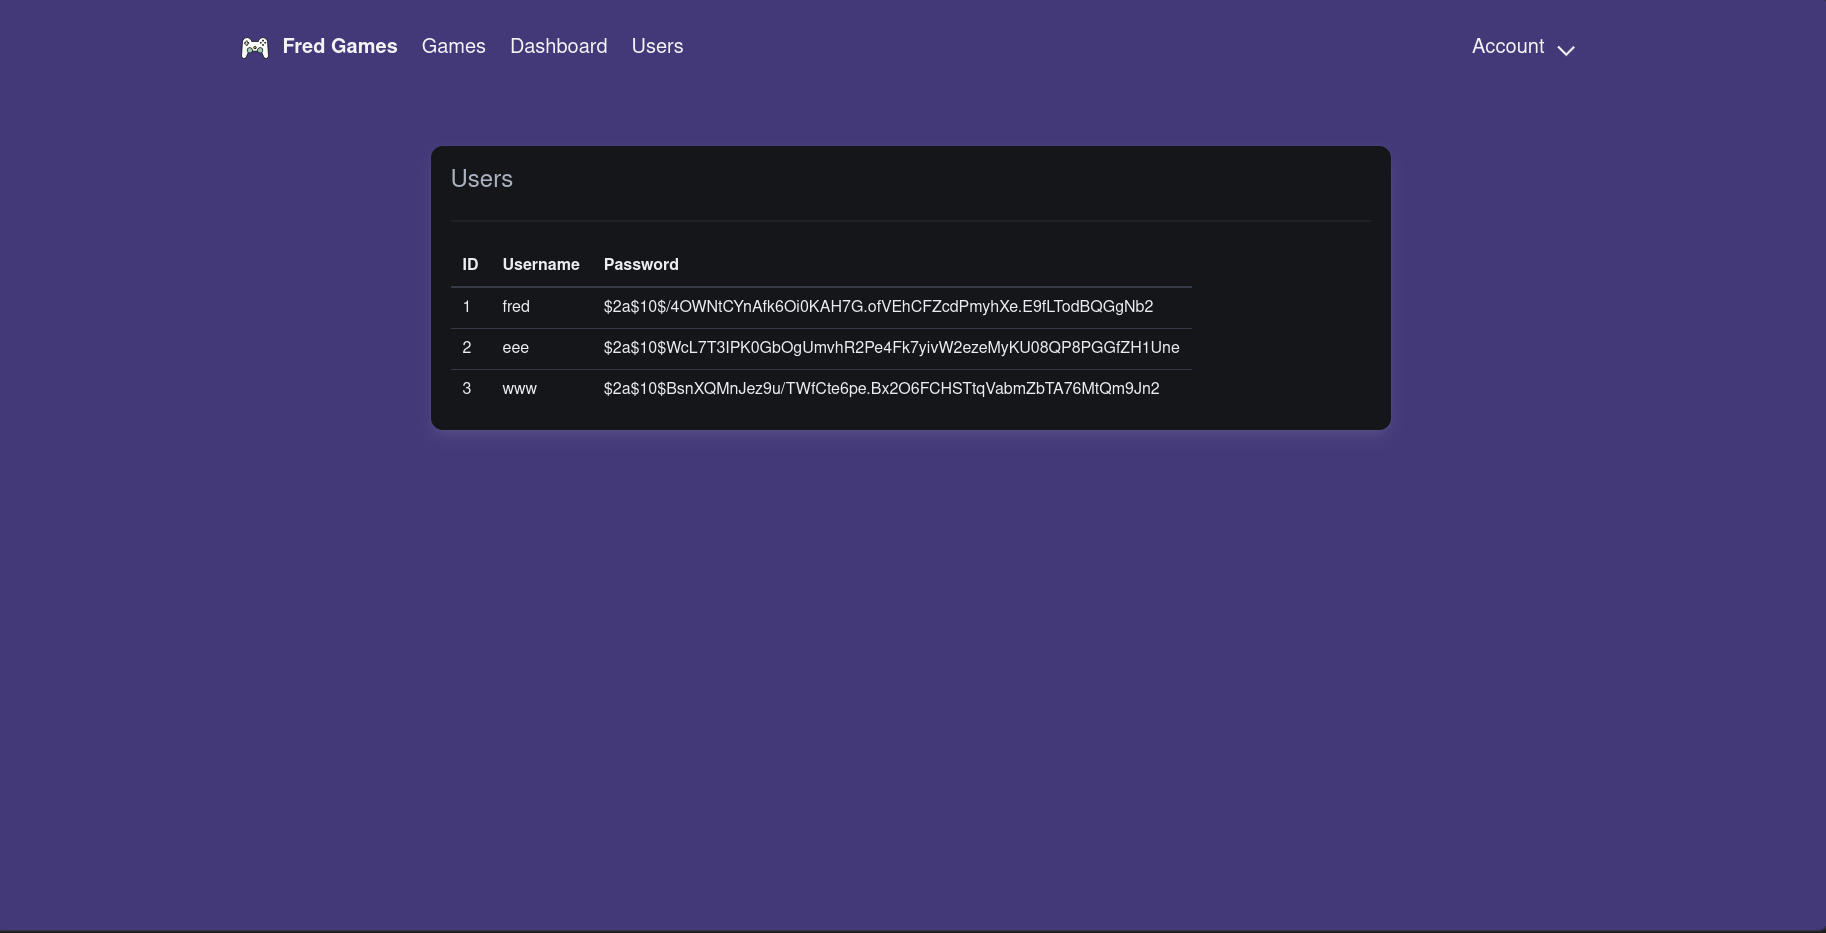 Fred Games Games Dashboard Users Account
Users
ID Username Password
1 fred $2a$10$/4OWNtCYnAfk6Oi0KAH7G.ofVEhCFZcdPmyhXe.E9fLTodBQGgNb2
2 eee $2a$10$WcL7T3IPK0GbOgUmvhR2Pe4Fk7yivW2ezeMyKU08QP8PGGfZH1Une
3 www $2a$10$BsnXQMnJez9u/TWfCte6pe.Bx2O6FCHSTtqVabmZbTA76MtQm9Jn2